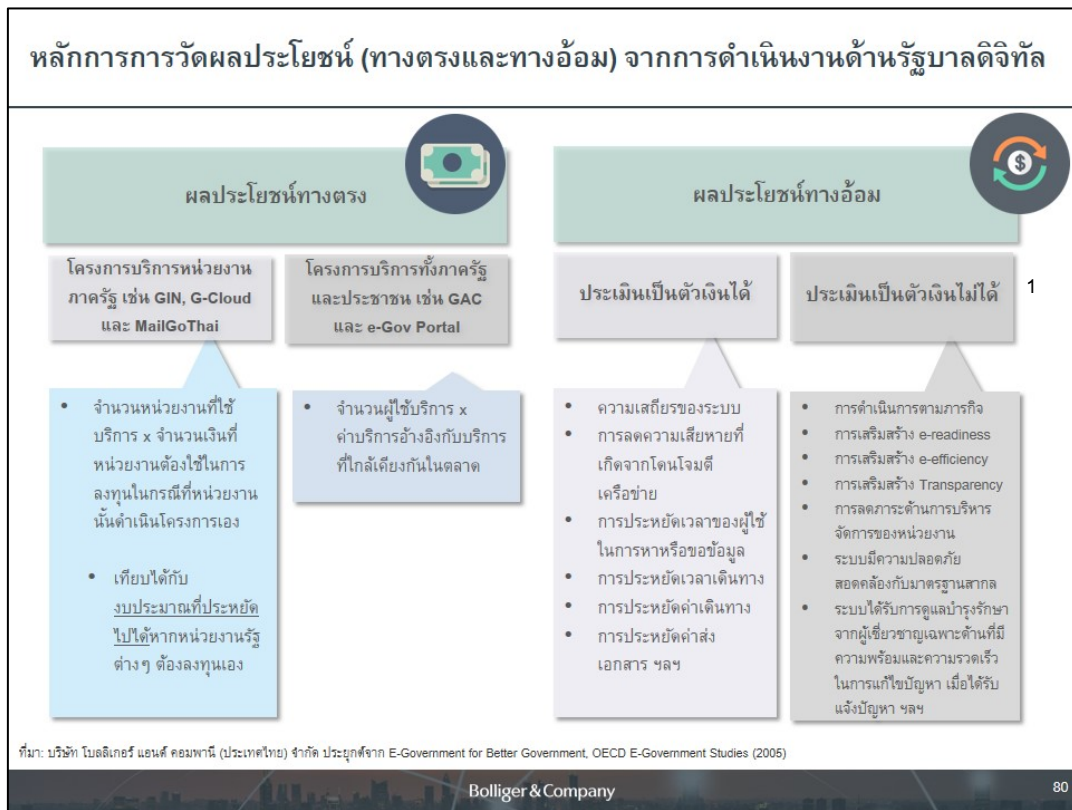 หลักการการวัดผลประโยชน์ (ทางตรงและทางอ้อม) จากการดำเนินงานด้านรัฐบาลดิจิทัล
ผลประโยชน์ทางตรง
โครงการบริการหน่วยงาน
ภาครัฐ เช่น GIN, G-Cloud
และ MailGoThai
โครงการบริการทั้งภาครัฐ
และประชาชน เช่น GAC
และ e-Gov Portal
• จำนวนหน่วยงานที่ใช้
บริการ x จำนวนเงินที่
หน่วยงานต้องใช้ในการ
ลงทุนในกรณีที่หน่วยงาน
นั้นดำเนินโครงการเอง
• เทียบได้กับ
งบประมาณที่ประหยัด
ไปได้หากหน่วยงานรัฐ
ต่างๆ ต้องลงทุนเอง
• จำนวนผู้ใช้บริการ x
ค่าบริการอ้างอิงกับบริการ
ที่ใกล้เคียงกันในตลาด
$
ผลประโยชน์ทางอ้อม
ประเมินเป็นตัวเงินได้
ประเมินเป็นตัวเงินไม่ได้
1
• ความเสถียรของระบบ
• การลดความเสียหายที่
เกิดจากโดนโจมตี
เครือข่าย
• การประหยัดเวลาของผู้ใช้
ในการหาหรือขอข้อมูล
• การประหยัดเวลาเดินทาง
• การประหยัดค่าเดินทาง
• การประหยัดค่าส่ง
เอกสาร ฯลฯ
• การดำเนินการตามภารกิจ
• การเสริมสร้าง e-readiness
• การเสริมสร้าง e-efficiency
• การเสริมสร้าง Transparency
• การลดภาระด้านการบริหาร
จัดการของหน่วยงาน
• ระบบมีความปลอดภัย
สอดคล้องกับมาตรฐานสากล
• ระบบได้รับการดูแลบำรุงรักษา
จากผู้เชี่ยวชาญเฉพาะด้านที่มี
ความพร้อมและความรวดเร็ว
ในการแก้ไขปัญหา เมื่อได้รับ
แจ้งปัญหา ฯลฯ
ที่มา: บริษัท โบลลิเกอร์ แอนด์ คอมพานี (ประเทศไทย) จำกัด ประยุกต์จาก E-Government for Better Government, OECD E-Government Studies (2005)
Bolliger & Company
80